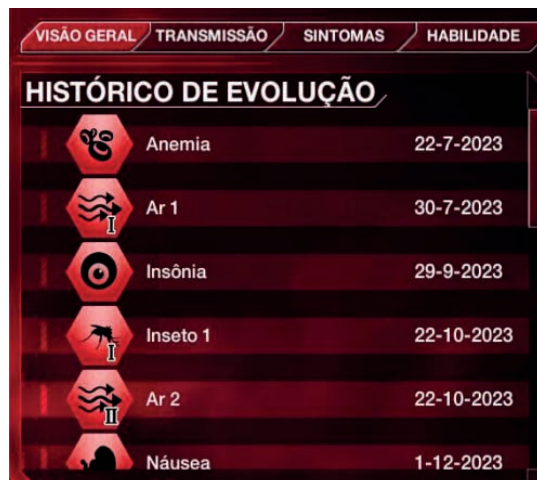 VISÃO GERAL TRANSMISSÃO SINTOMAS HABILIDADE
HISTÓRICO DE EVOLUÇÃO
Anemia 22-7-2023
I Ar 1 30-7-2023
Insônia 29-9-2023
I Inseto 1 22-10-2023
II Ar 2 22-10-2023
Náusea 1-12-2023